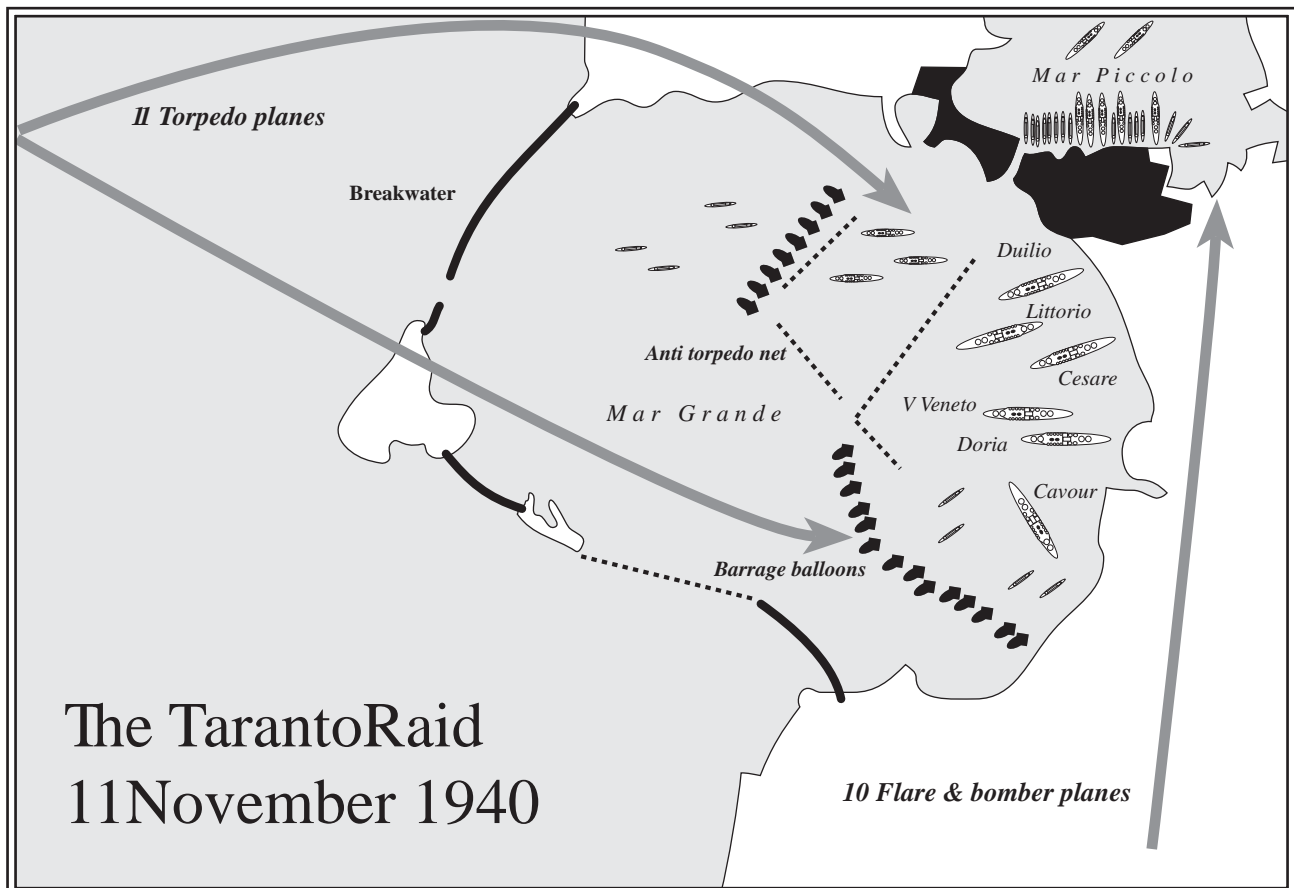 Mar Piccolo
11 Torpedo planes
Breakwater
Duilio
Littorio
Anti torpedo net
Cesare
Mar Grande
V Veneto
Doria
Cavour
Barrage balloons
The TarantoRaid
11November 1940
10 Flare & bomber planes